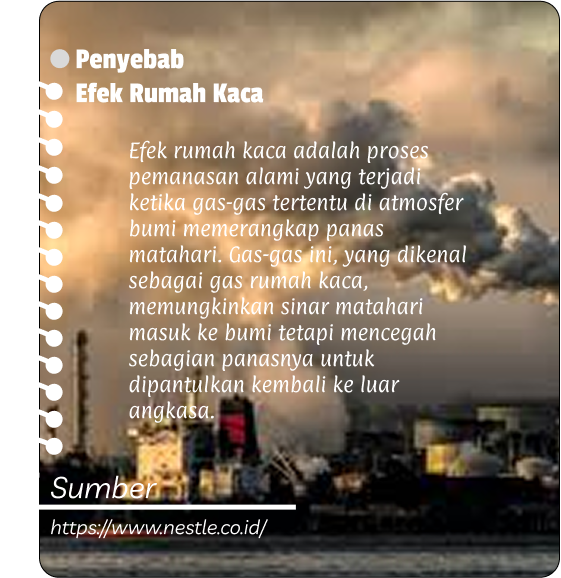 Penyebab
Efek Rumah Kaca
Efek rumah kaca adalah proses
pemanasan alami yang terjadi
ketika gas-gas tertentu di atmosfer
bumi memerangkap panas
matahari. Gas-gas ini, yang dikenal
sebagai gas rumah kaca,
memungkinkan sinar matahari
masuk ke bumi tetapi mencegah
sebagian panasnya untuk
dipantulkan kembali ke luar
angkasa.
Sumber
https://www.nestle.co.id/